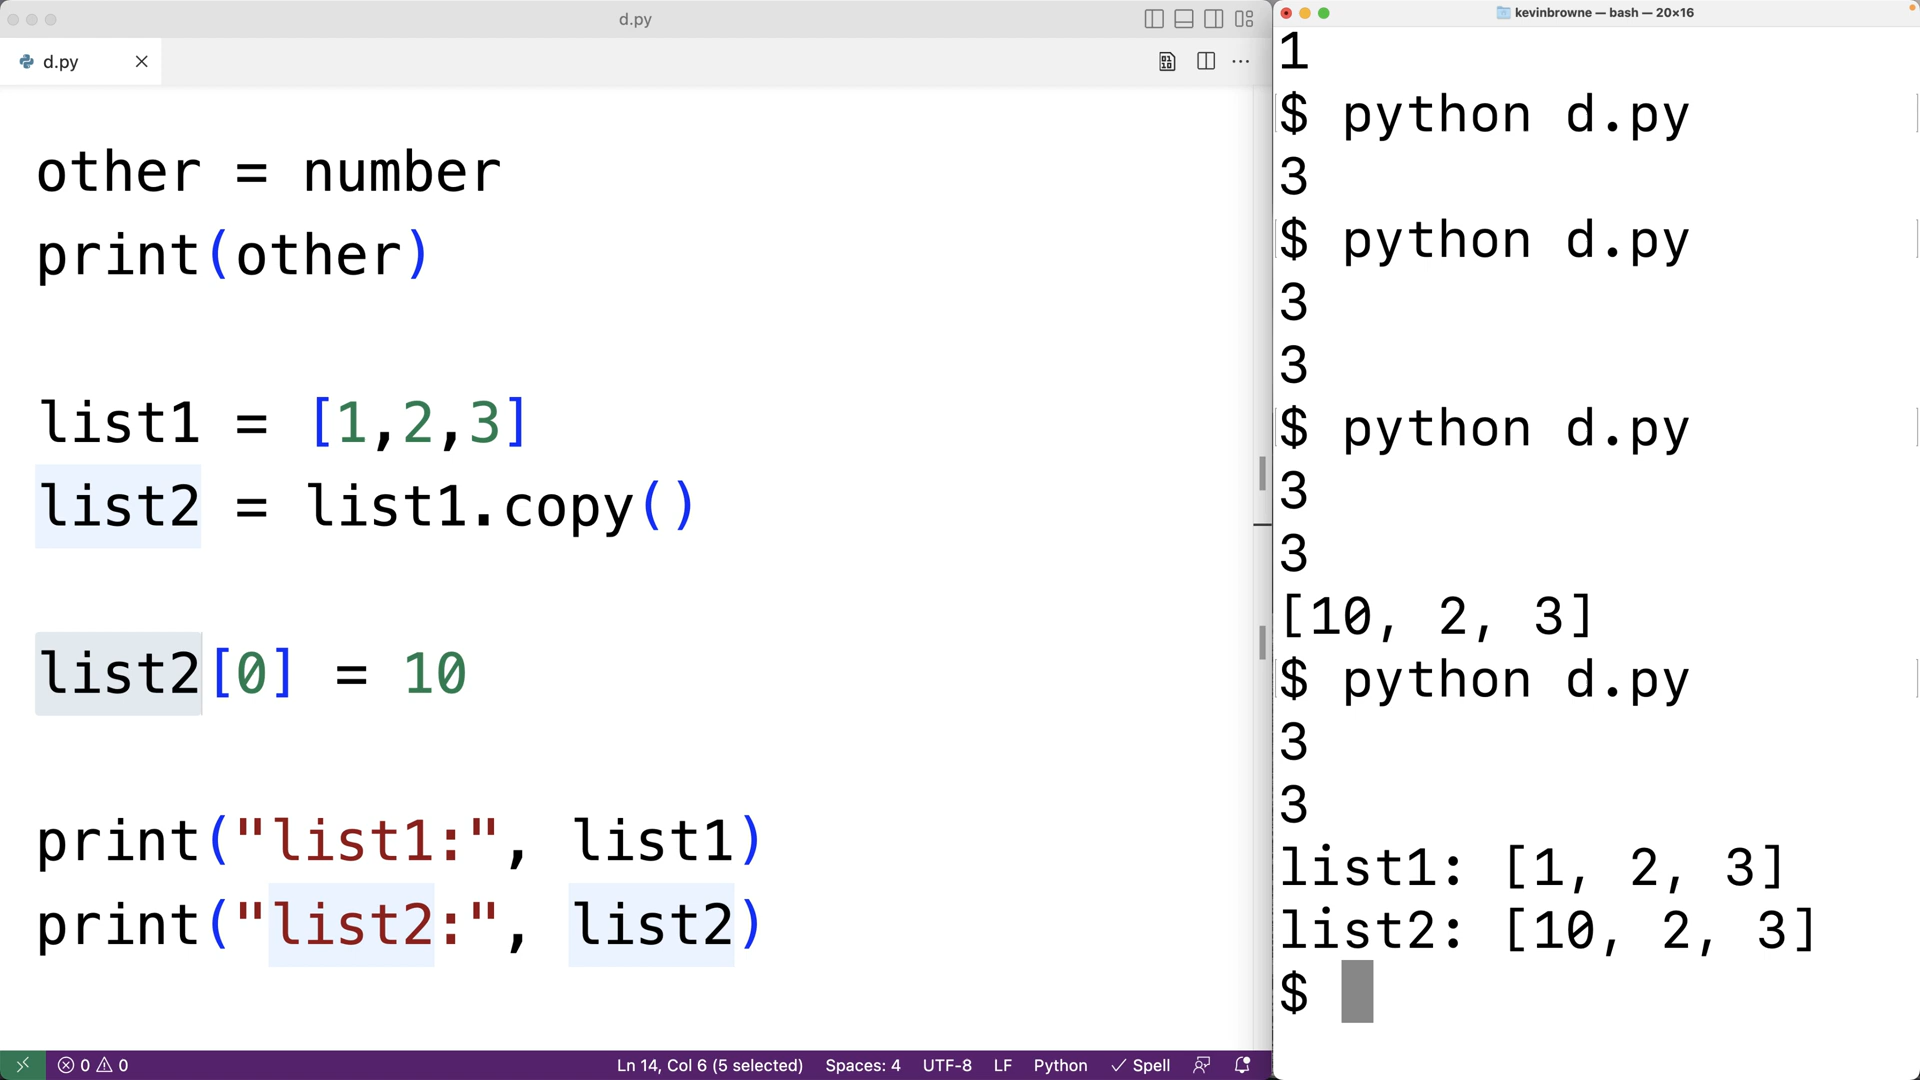 d.py
d.py
other = number
print(other)
list1 = [1,2,3]
list2 = list1.copy()
list2[0] = 10
print("list1:", list1)
print("list2:", list2)
0 0 Ln 14, Col 6 (5 selected) Spaces: 4 UTF-8 LF Python Spell
kevinbrowne — bash — 20×16
1
$ python d.py
3
$ python d.py
3
3
$ python d.py
3
3
[10, 2, 3]
$ python d.py
3
3
list1: [1, 2, 3]
list2: [10, 2, 3]
$